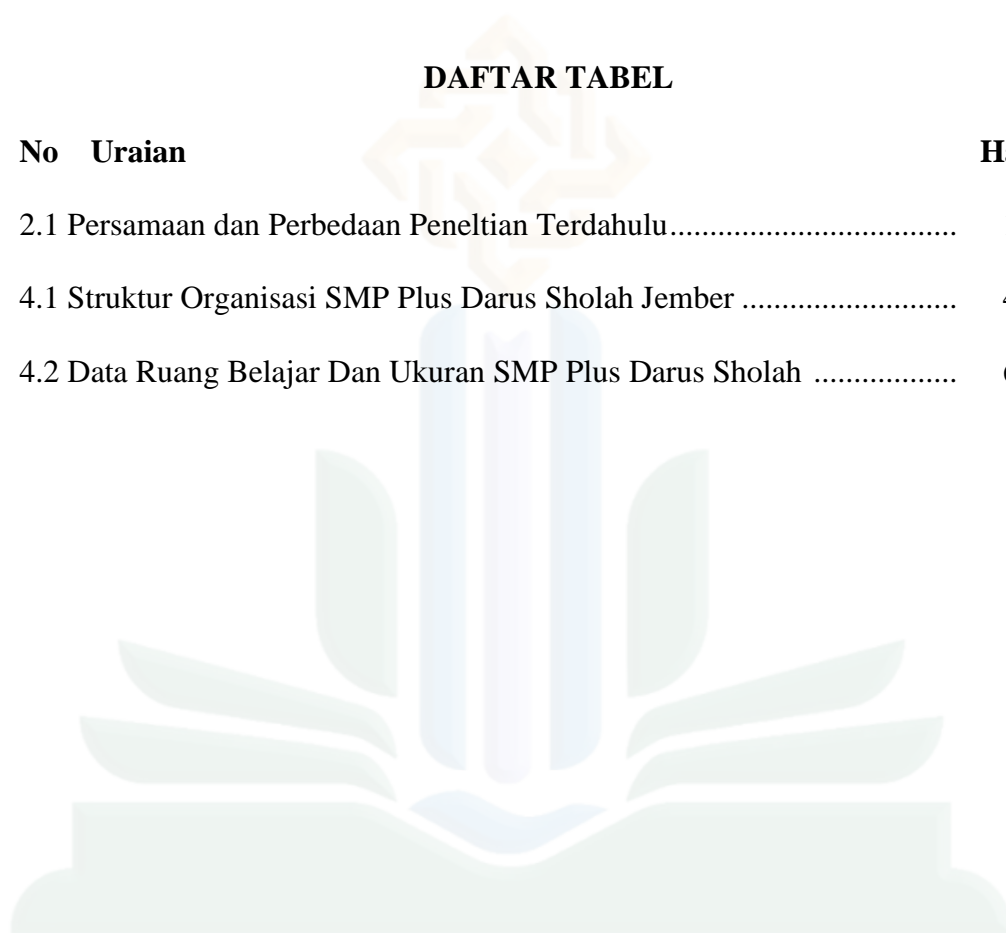 DAFTAR TABEL
No Uraian
2.1 Persamaan dan Perbedaan Peneltian Terdahulu..................................
4.1 Struktur Organisasi SMP Plus Darus Sholah Jember ..........................
4.2 Data Ruang Belajar Dan Ukuran SMP Plus Darus Sholah ..................